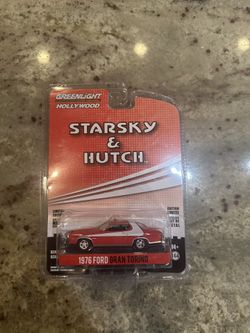 GREENLIGHT
HOLLYWOOD
STARSKY
&
HUTCH
1976 FORD GRAN TORINO